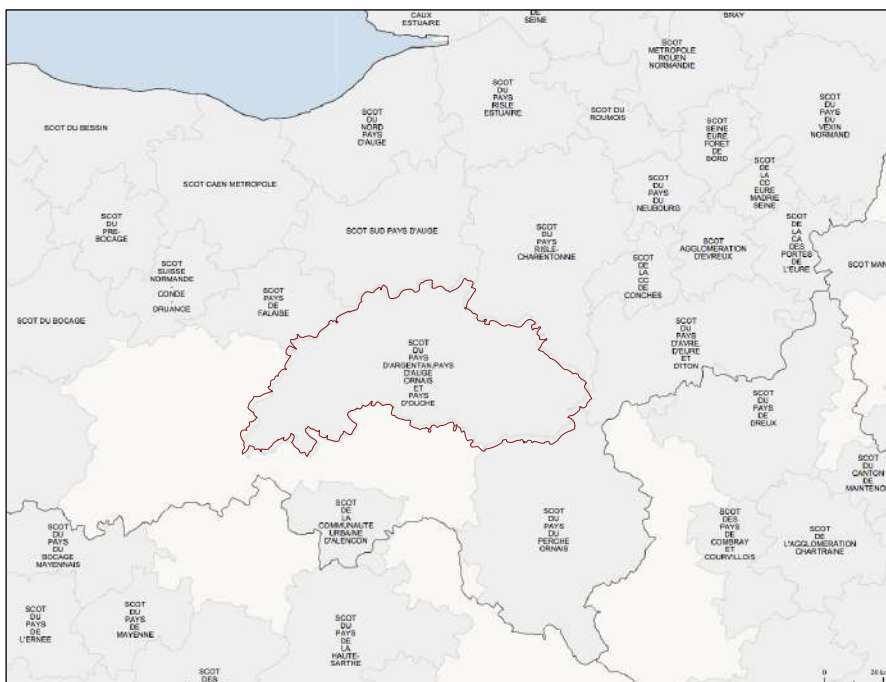 CAUX
ESTUAIRE
DE
SEINE
BRAY
SCOT
METROPOLE
ROUEN
NORMANDIE
SCOT
DU
PAYS
RISLE
ESTUAIRE
SCOT DU
ROUMOIS
SCOT
DU
PAYS
DU
VEXIN
NORMAND
SCOT
DU
NORD
PAYS
D'AUGE
SCOT DU BESSIN
SCOT
SEINE
EURE
FORET
DE
BORD
SCOT
DE
LA
CC
EURE
MADRIE
SEINE
SCOT CAEN METROPOLE
SCOT
DU
PAYS
DU
NEUBOURG
SCOT
DU
PRE-
BOCAGE
SCOT SUD PAYS D'AUGE
SCOT
DU
PAYS
RISLE-
CHARENTONNE
SCOT
AGGLOMERATION
D'EVREUX
SCOT
DE
LA
CA
DES
PORTES
DE
L'EURE
SCOT
SUISSE
NORMANDE
-
CONDE
-
DRUANCE
SCOT
DE
LA
CC
DE
CONCHES
SCOT MAN
SCOT
PAYS
DE
FALAISE
SCOT DU BOCAGE
SCOT
DU
PAYS
D'AVRE,
D'EURE
ET
D'ITON
SCOT
DU
PAYS
D'ARGENTAN,PAYS
D'AUGE
ORNAIS
ET
PAYS
D'OUCHE
SCOT
DU
PAYS
DE
DREUX
SCOT
DU
CANTON
DE
MAINTENON
SCOT
DE
LA
COMMUNAUTE
URBAINE
D'ALENCON
SCOT
DU
PAYS
DU
PERCHE
ORNAIS
SCOT
DES
PAYS
DE
COMBRAY
ET
COURVILLOIS
SCOT
DE
L'AGGLOMERATION
CHARTRAINE
SCOT
DU
PAYS
DU
BOCAGE
MAYENNAIS
SCOT
DU
PAYS
DE
L'ERNEE
SCOT
DU
PAYS
DE
MAYENNE
SCOT
DU
PAYS
DE
LA
HAUTE-
SARTHE
SCOT
DES
0
20 k